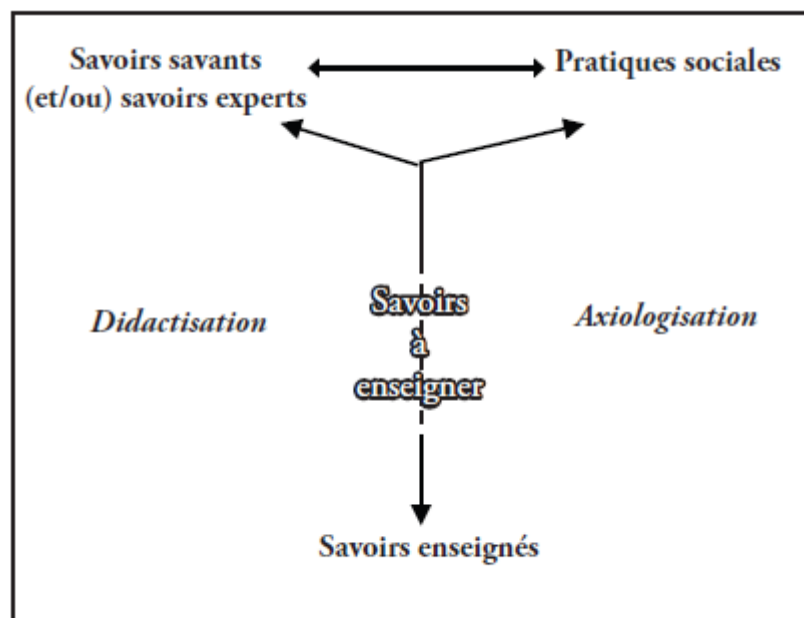 Savoirs savants
(et/ou) savoirs experts
Pratiques sociales
Didactisation
Savoirs
à
enseigner
Axiologisation
Savoirs enseignés